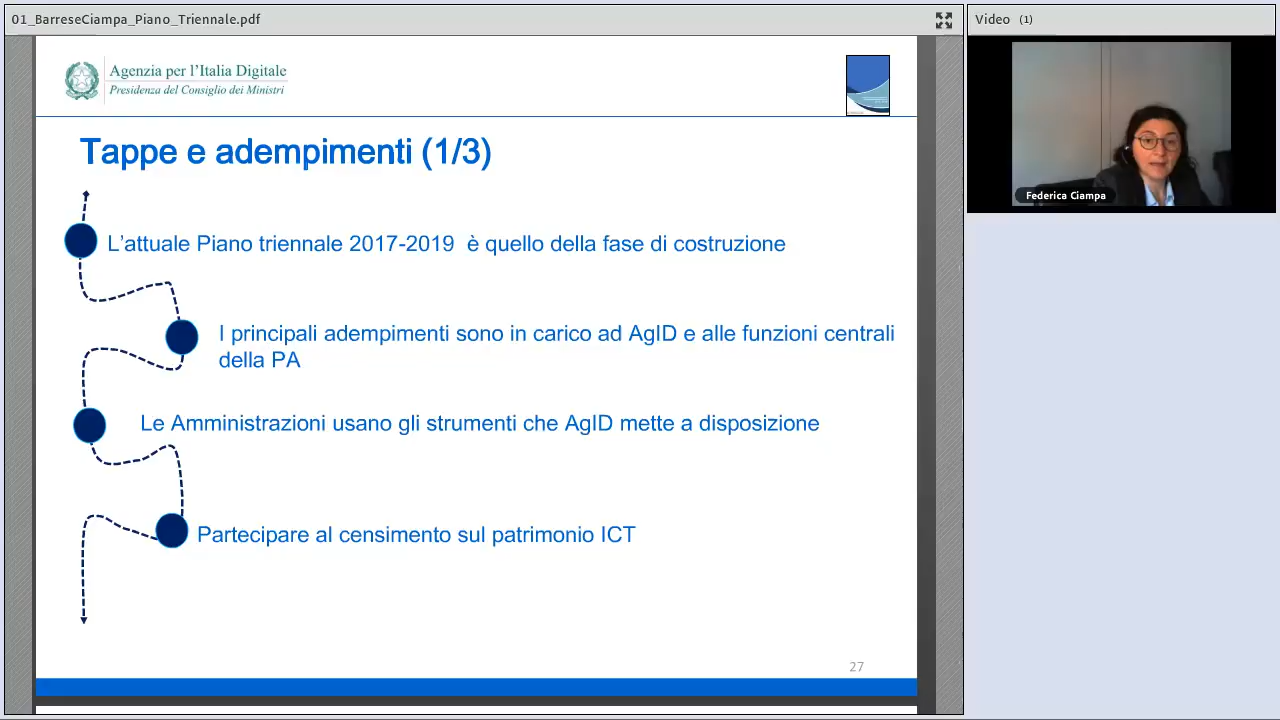 01_BarreseCiampa_Piano_Triennale.pdf
Video (1)
Agenzia per l'Italia Digitale
Presidenza del Consiglio dei Ministri
Federica Ciampa
Tappe e adempimenti (1/3)
L'attuale Piano triennale 2017-2019 è quello della fase di costruzione
I principali adempimenti sono in carico ad AgID e alle funzioni centrali
della PA
Le Amministrazioni usano gli strumenti che AgID mette a disposizione
Partecipare al censimento sul patrimonio ICT
27